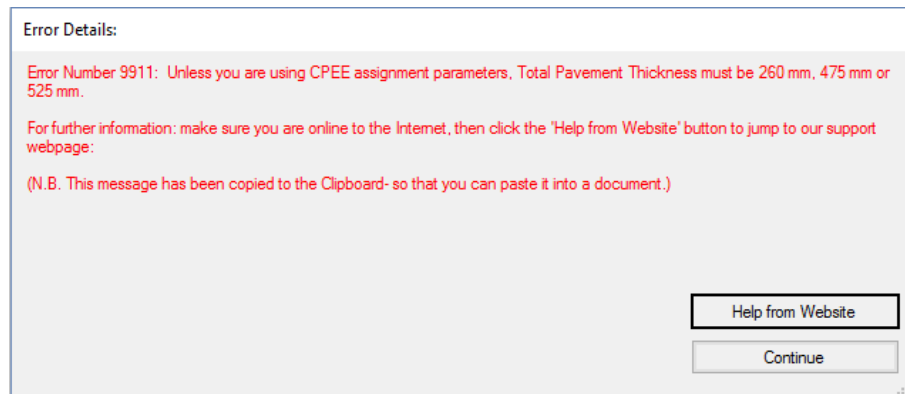 Error Details:
Error Number 9911:  Unless you are using CPEE assignment parameters, Total Pavement Thickness must be 260 mm, 475 mm or
525 mm.
For further information: make sure you are online to the Internet, then click the 'Help from Website' button to jump to our support
webpage:
(N.B. This message has been copied to the Clipboard- so that you can paste it into a document.)
Help from Website
Continue